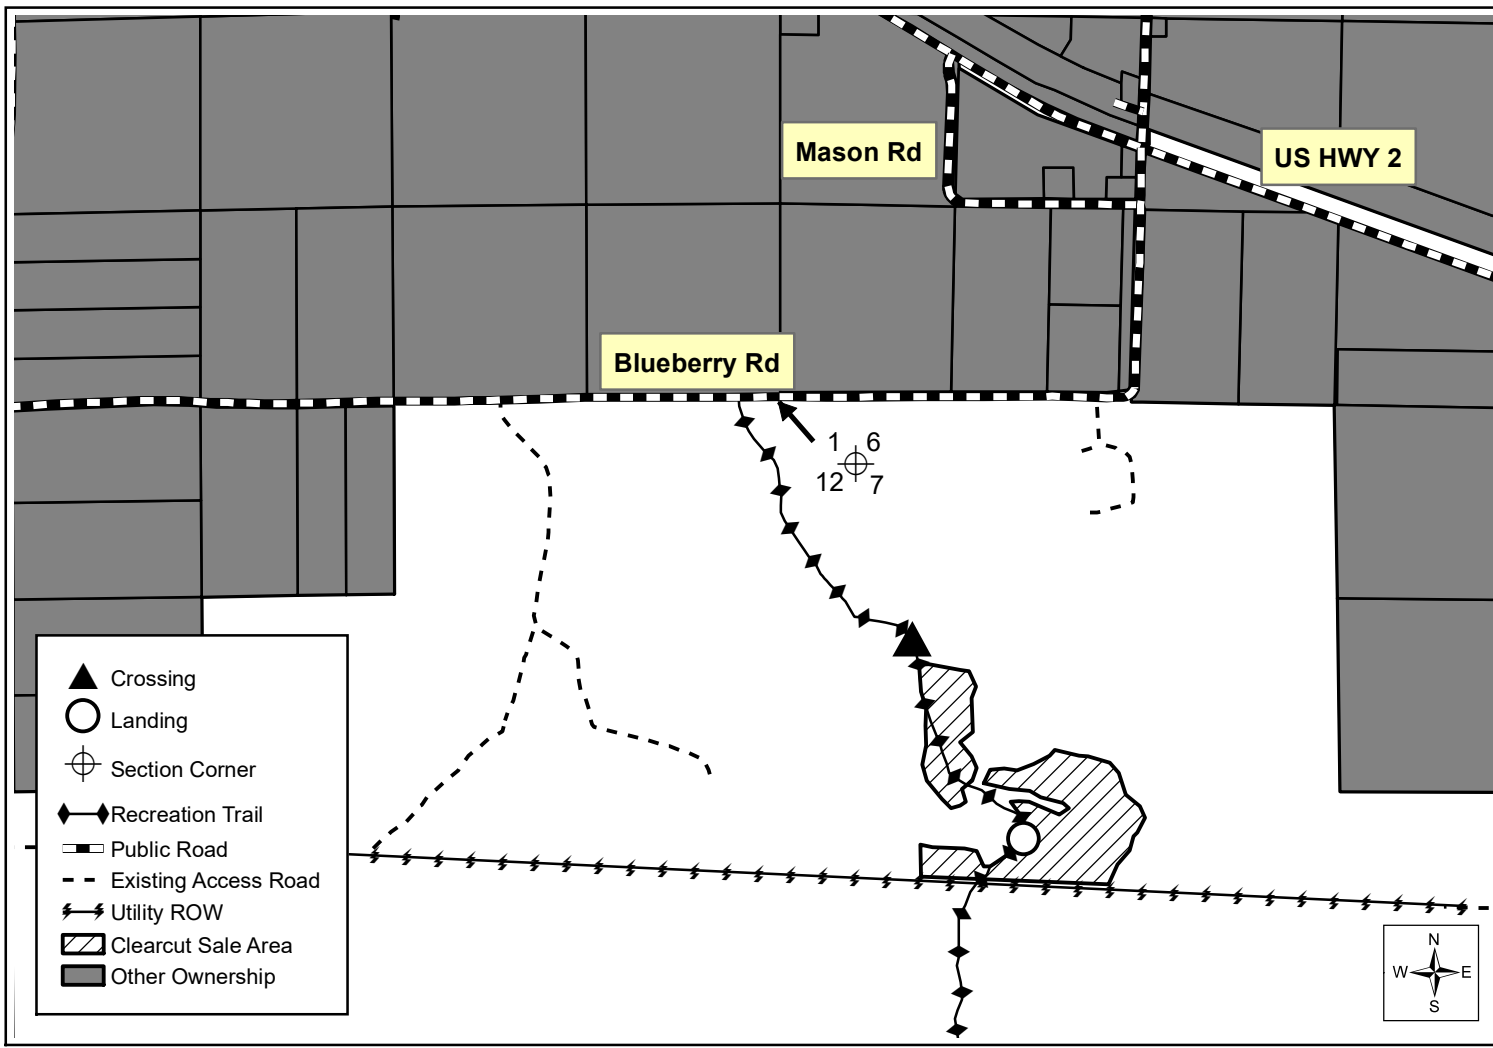 Mason Rd
US HWY 2
Blueberry Rd
1 6
12 7
Crossing
Landing
Section Corner
Recreation Trail
Public Road
Existing Access Road
Utility ROW
Clearcut Sale Area
Other Ownership
N
W E
S